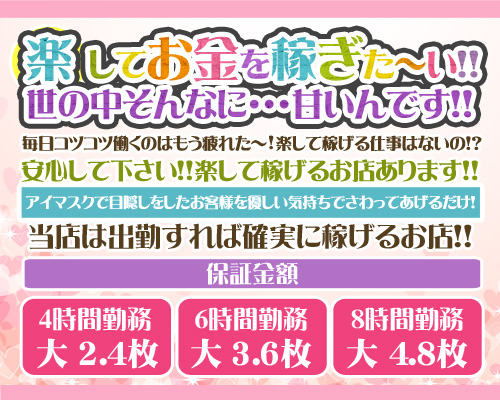 楽してお金を稼ぎた〜い!!
世の中そんなに…甘いんです!!
毎日コツコツ働くのはもう疲れた〜!楽して稼げる仕事はないの!?
安心して下さい!!楽して稼げるお店あります!!
アイマスクで目隠しをしたお客様を優しい気持ちでさわってあげるだけ!
当店は出勤すれば確実に稼げるお店!!
保証金額
4時間勤務
大 2.4枚
6時間勤務
大 3.6枚
8時間勤務
大 4.8枚